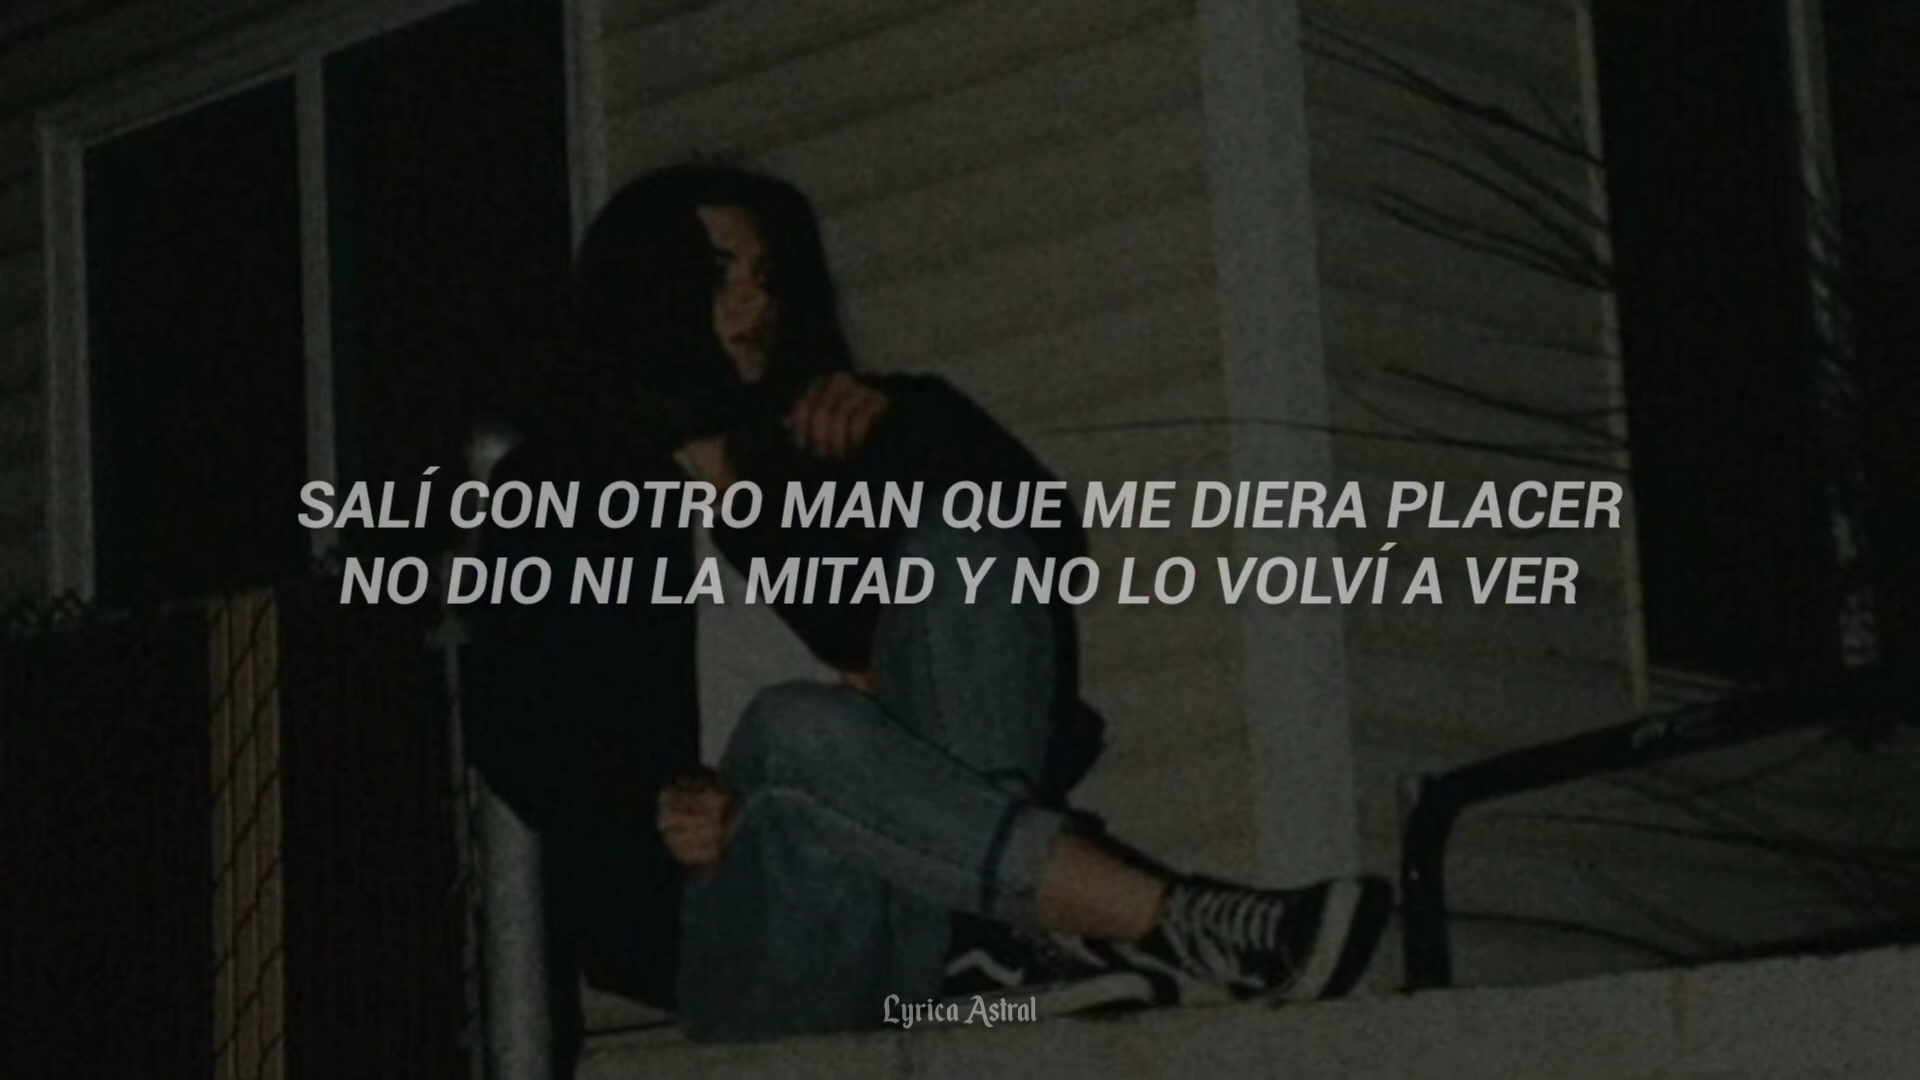 SALÍ CON OTRO MAN QUE ME DIERA PLACER
NO DIO NI LA MITAD Y NO LO VOLVÍ A VER
Lyrica Astral